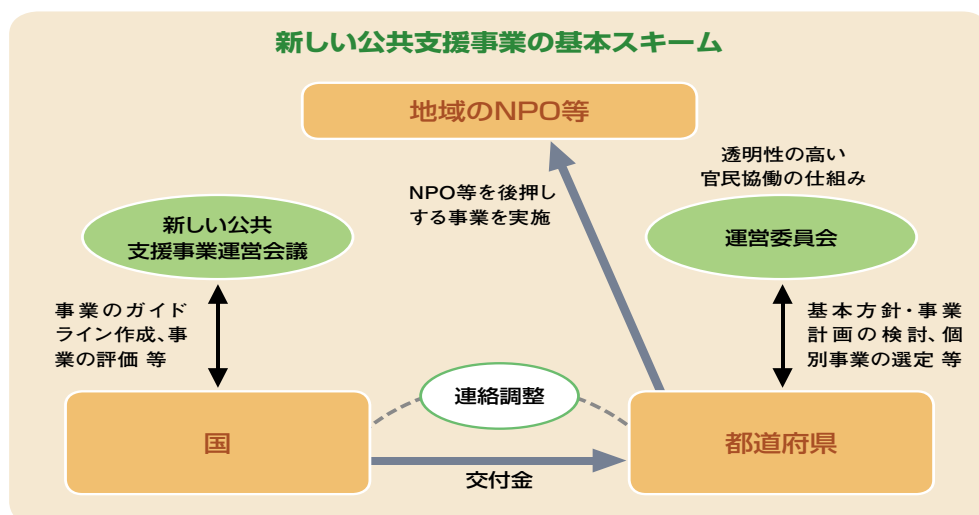 新しい公共支援事業の基本スキーム
地域のNPO等
透明性の高い
官民協働の仕組み
NPO等を後押し
する事業を実施
新しい公共
支援事業運営会議
運営委員会
事業のガイド
ライン作成、事
業の評価 等
基本方針・事業
計画の検討、個
別事業の選定 等
連絡調整
国
都道府県
交付金